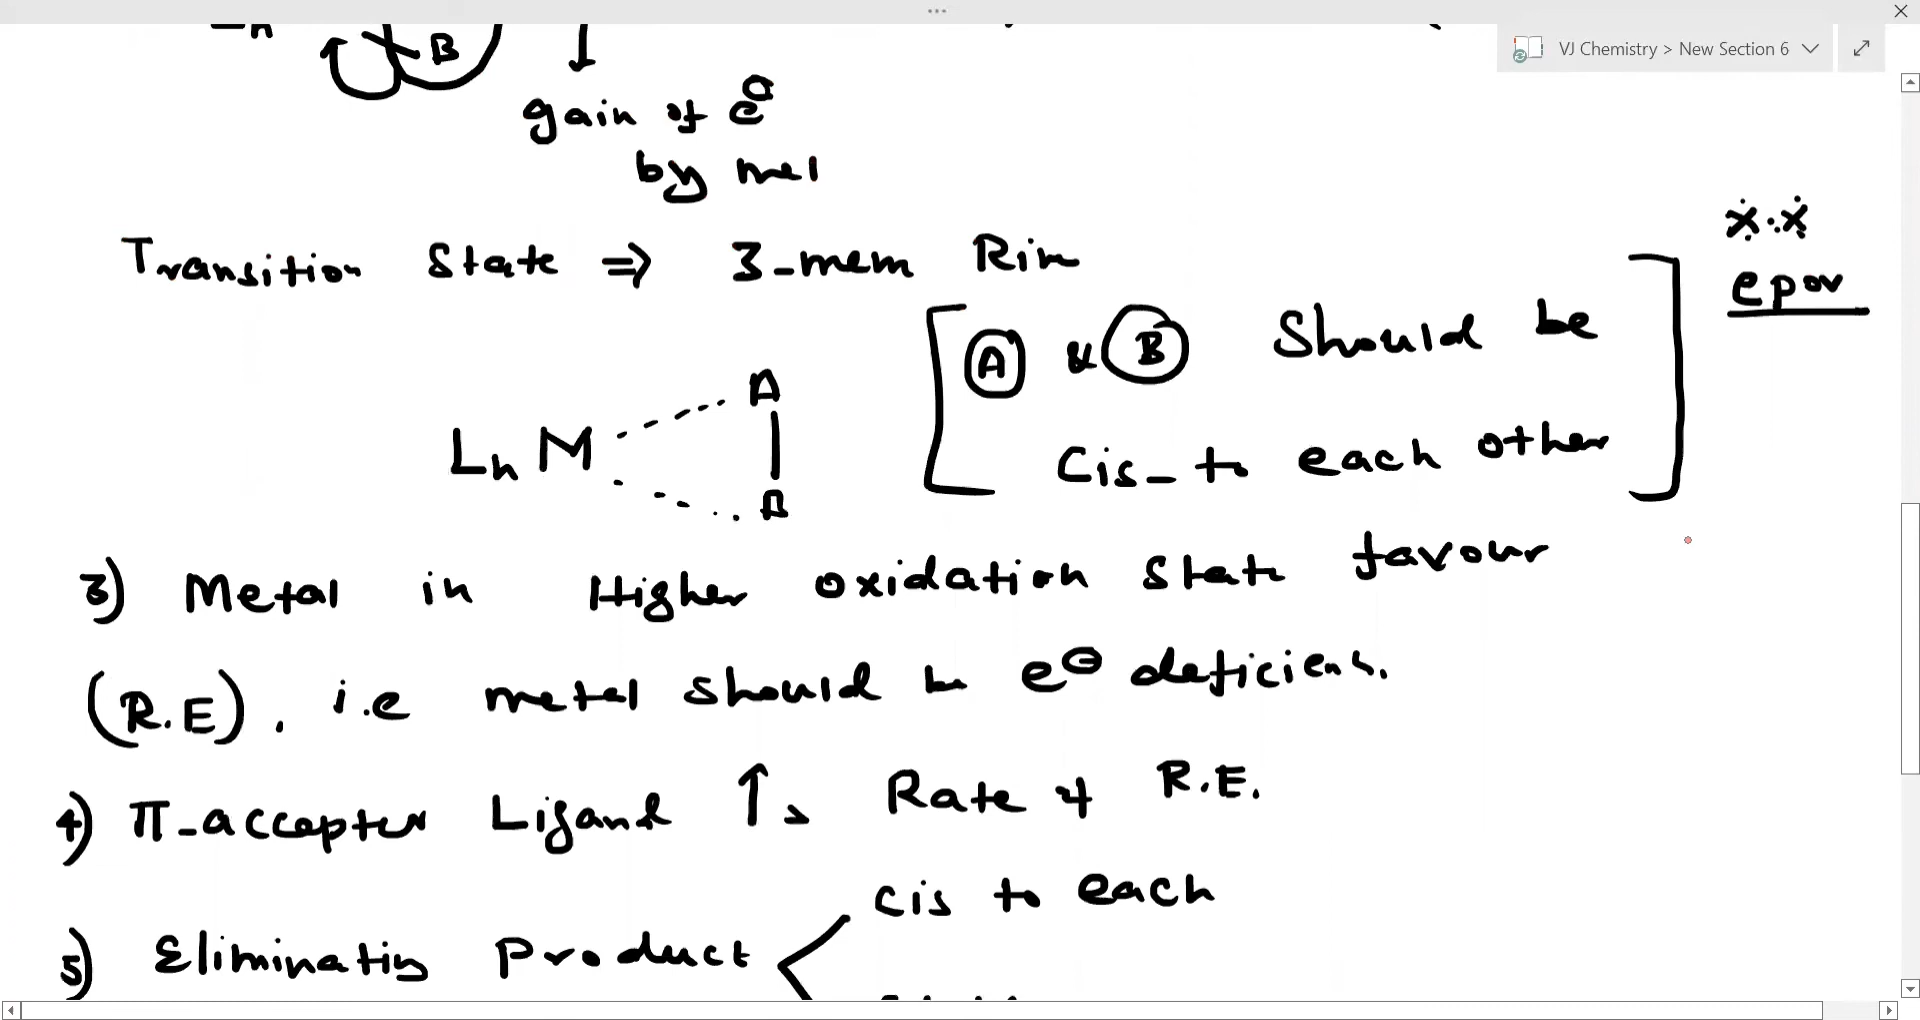 VJ Chemistry > New Section 6
B
gain of e⊖
by mel
Transition State ⇒ 3-mem Rin
A & B Should be
Cis- to each other
epov
LnM
A
B
3) Metal in Higher oxidation State favour
(R.E), i.e metal should be e⊖ deficient.
4) π-accepter Ligand ↑s Rate of R.E.
cis to each
5) Eliminating Product